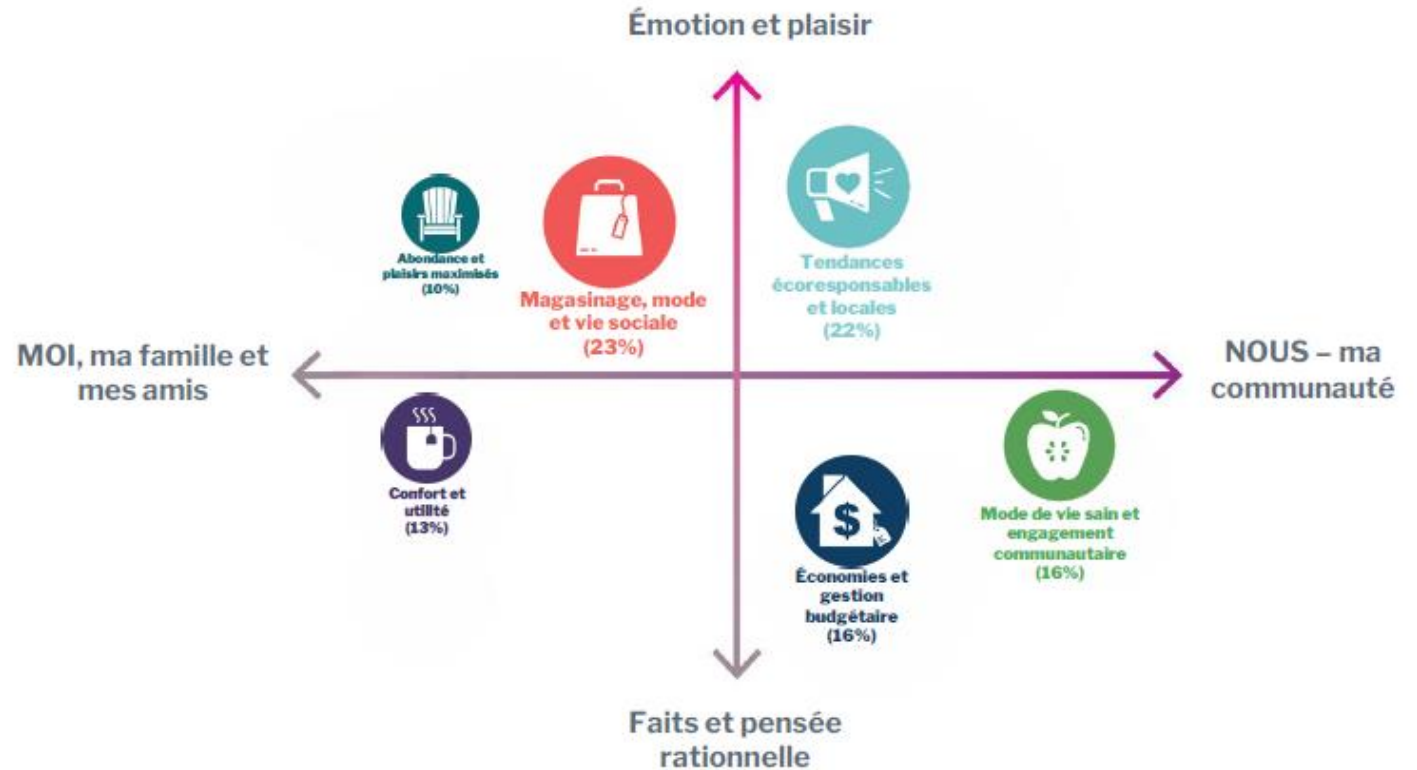 Émotion et plaisir
Abondance et
plaisirs maximisés
(10%)
Magasinage, mode
et vie sociale
(23%)
Tendances
écoresponsables
et locales
(22%)
MOI, ma famille et
mes amis
NOUS – ma
communauté
Confort et
utilité
(13%)
$
Économies et
gestion
budgétaire
(16%)
Mode de vie sain et
engagement
communautaire
(16%)
Faits et pensée
rationnelle